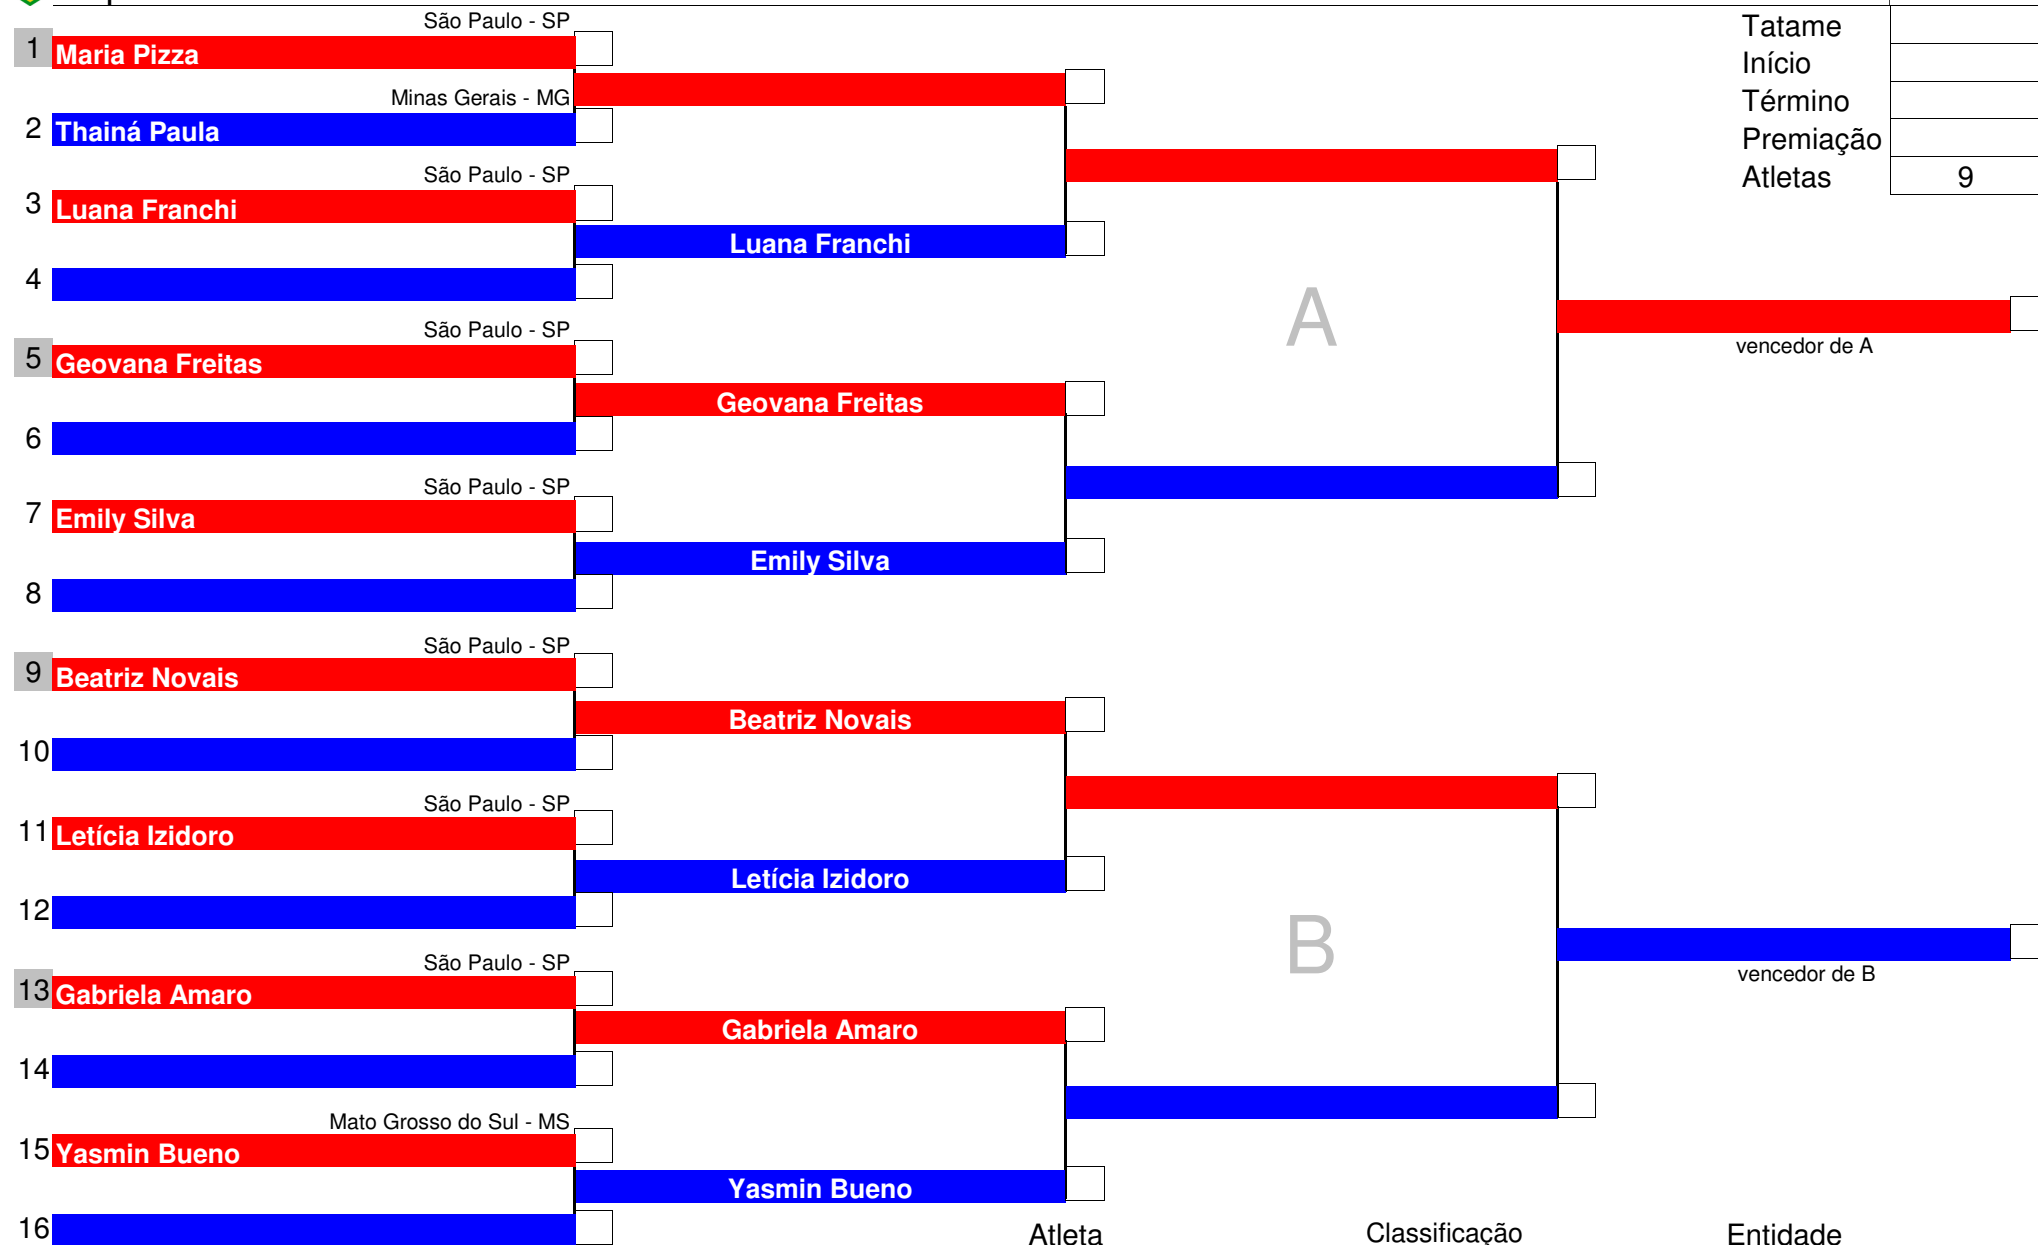 São Paulo - SP
1 Maria Pizza
Minas Gerais - MG
2 Thainá Paula
São Paulo - SP
3 Luana Franchi
Luana Franchi
4
São Paulo - SP
5 Geovana Freitas
Geovana Freitas
6
São Paulo - SP
7 Emily Silva
Emily Silva
8
São Paulo - SP
9 Beatriz Novais
Beatriz Novais
10
São Paulo - SP
11 Letícia Izidoro
Letícia Izidoro
12
São Paulo - SP
13 Gabriela Amaro
Gabriela Amaro
14
Mato Grosso do Sul - MS
15 Yasmin Bueno
Yasmin Bueno
16
A
B
Tatame
Início
Término
Premiação
Atletas 9
vencedor de A
vencedor de B
Atleta Classificação Entidade